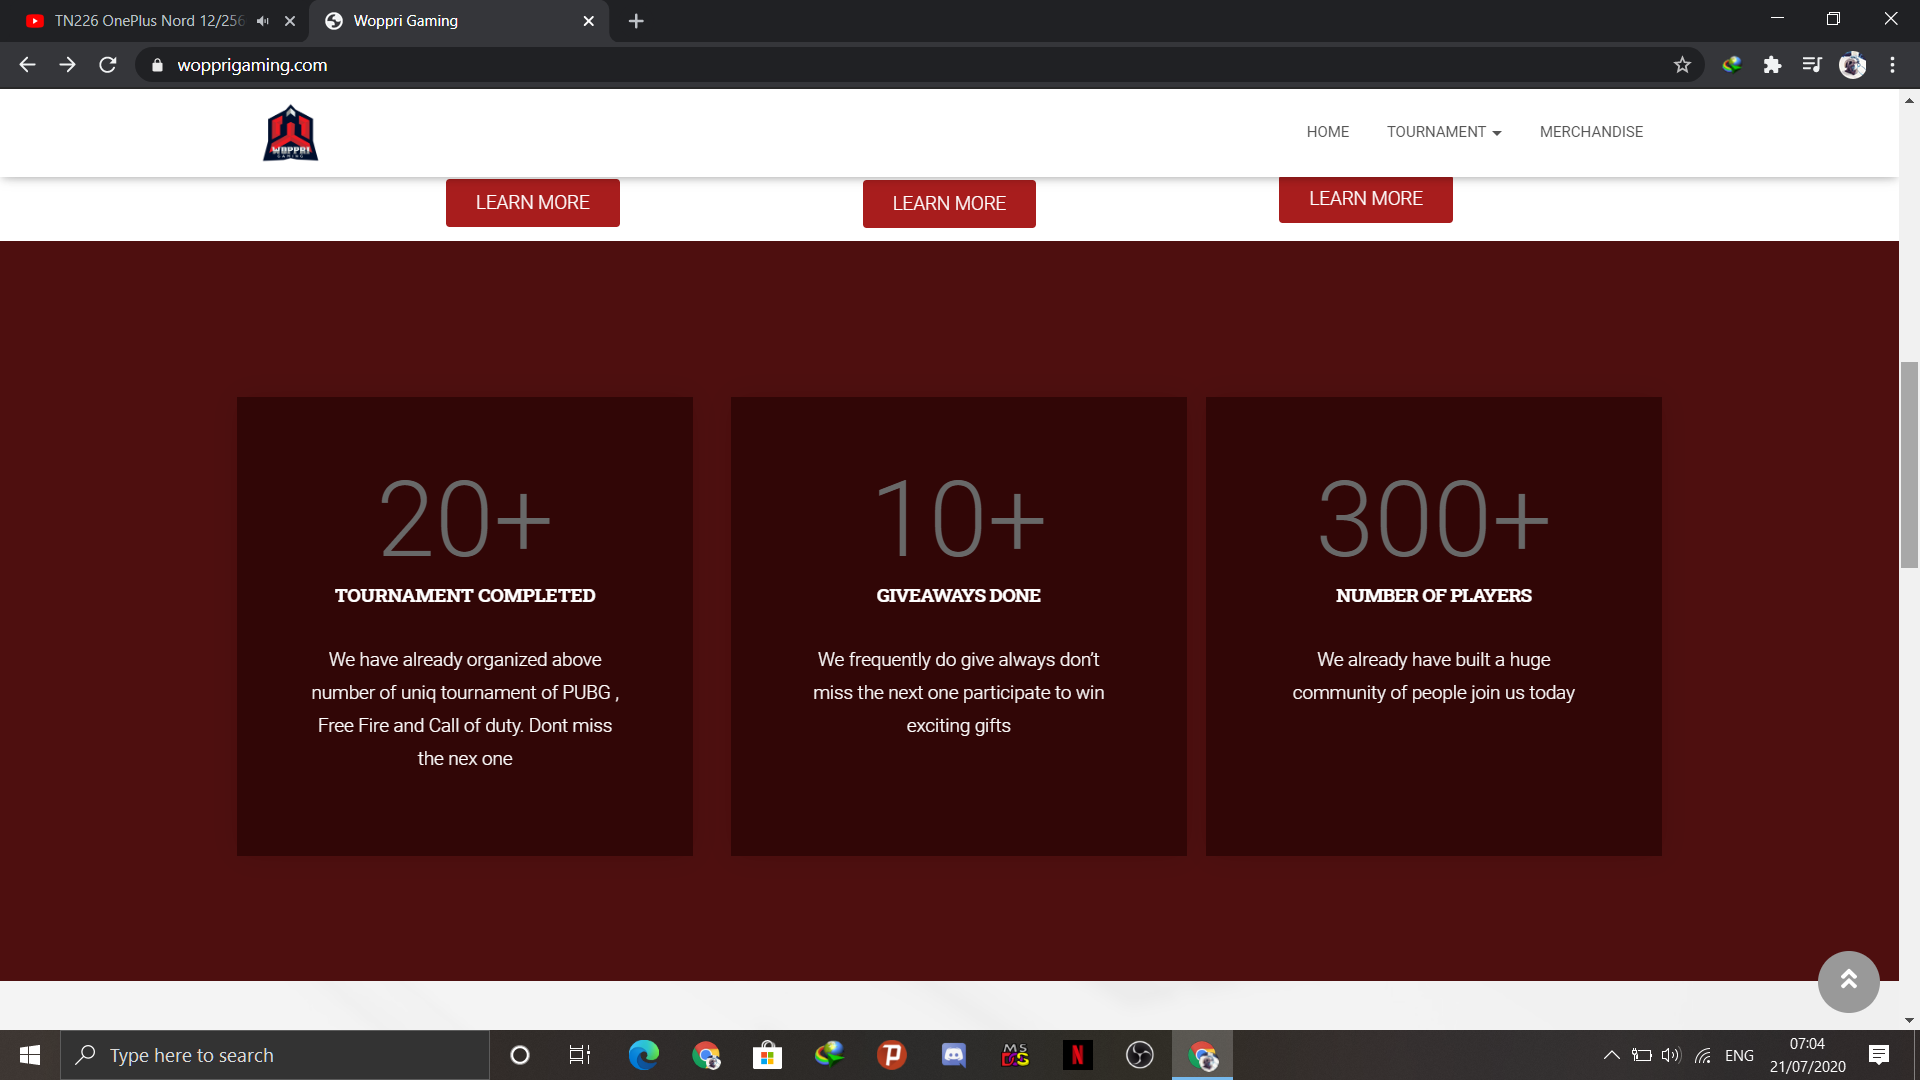 TN226 OnePlus Nord 12/256
Woppri Gaming
wopprigaming.com
WOPPRI
GAMING
HOME TOURNAMENT MERCHANDISE
LEARN MORE LEARN MORE LEARN MORE
20+
TOURNAMENT COMPLETED
We have already organized above
number of uniq tournament of PUBG ,
Free Fire and Call of duty. Dont miss
the nex one
10+
GIVEAWAYS DONE
We frequently do give always don’t
miss the next one participate to win
exciting gifts
300+
NUMBER OF PLAYERS
We already have built a huge
community of people join us today
Type here to search
MS
DOS
N
ENG
07:04
21/07/2020